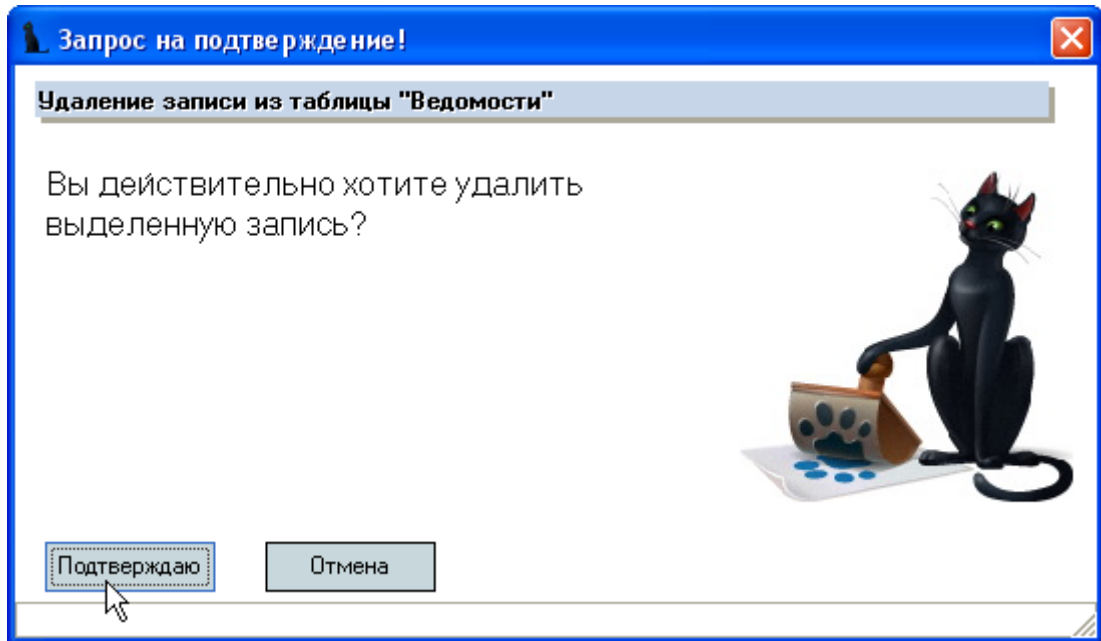 Запрос на подтверждение!
Удаление записи из таблицы "Ведомости"
Вы действительно хотите удалить
выделенную запись?
Подтверждаю
Отмена